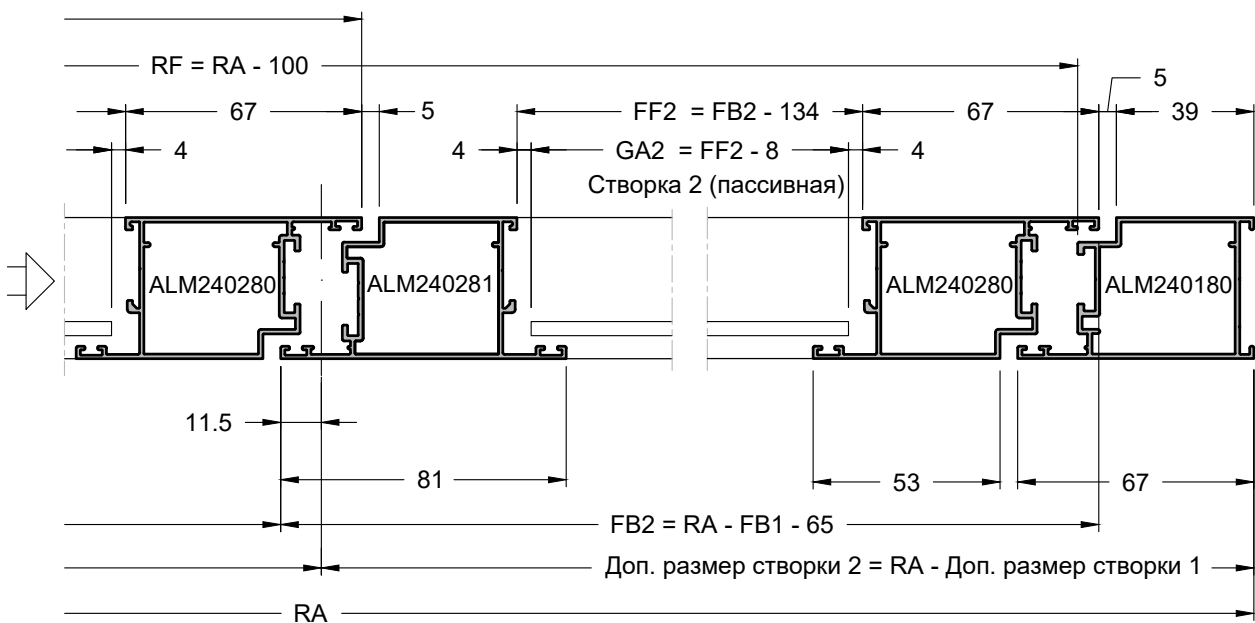 RF = RA - 100
5
67
5
FF2 = FB2 - 134
67
39
4
4
GA2 = FF2 - 8
4
Створка 2 (пассивная)
ALM240280
ALM240281
ALM240280
ALM240180
11.5
81
53
67
FB2 = RA - FB1 - 65
Доп. размер створки 2 = RA - Доп. размер створки 1
RA